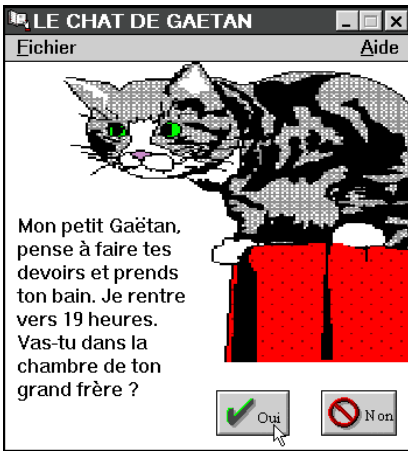 LE CHAT DE GAETAN
Fichier Aide
Mon petit Gaëtan,
pense à faire tes
devoirs et prends
ton bain. Je rentre
vers 19 heures.
Vas-tu dans la
chambre de ton
grand frère ?
Oui Non